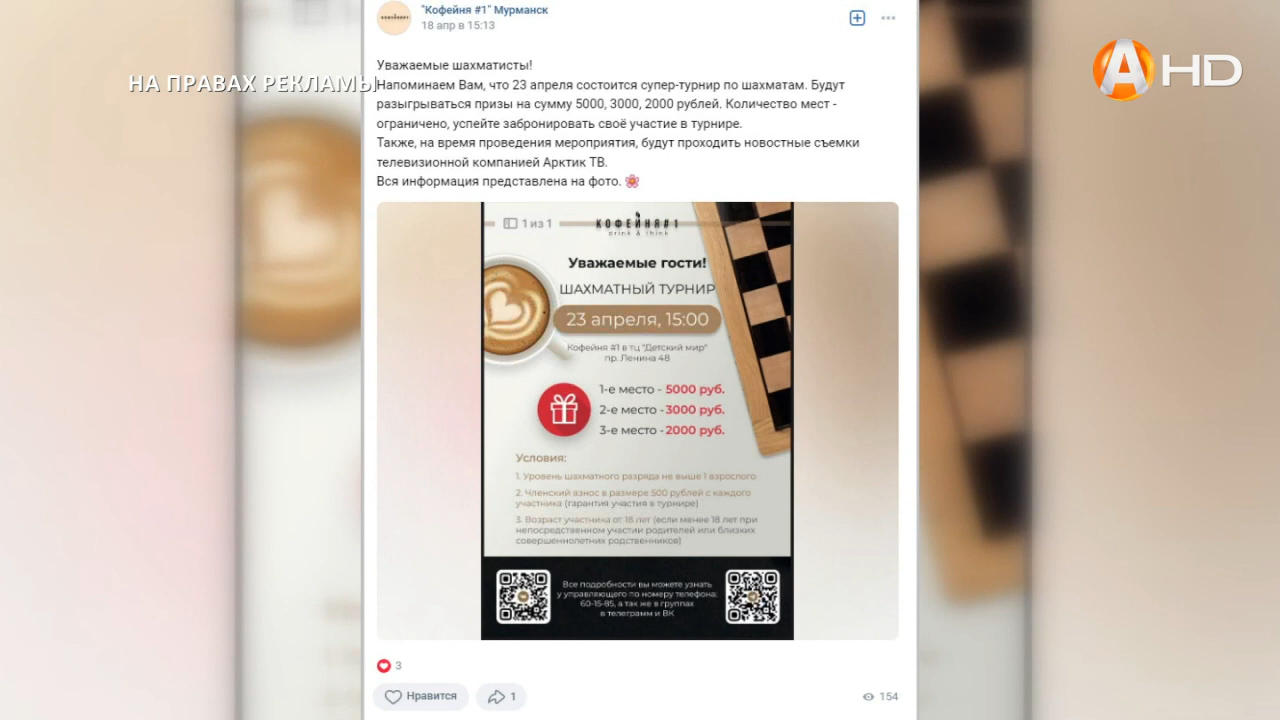 "Кофейня #1" Мурманск
18 апр в 15:13
НА ПРАВАХ РЕКЛАМЫ
А HD
Уважаемые шахматисты!
Напоминаем Вам, что 23 апреля состоится супер-турнир по шахматам. Будут
разыгрываться призы на сумму 5000, 3000, 2000 рублей. Количество мест -
ограничено, успейте забронировать своё участие в турнире.
Также, на время проведения мероприятия, будут проходить новостные съемки
телевизионной компанией Арктик ТВ.
Вся информация представлена на фото. 🌸
1 из 1
КОФЕЙНЯ#1
drink & think
Уважаемые гости!
ШАХМАТНЫЙ ТУРНИР
23 апреля, 15:00
Кофейня #1 в тц "Детский мир"
пр. Ленина 48
1-е место - 5000 руб.
2-е место - 3000 руб.
3-е место - 2000 руб.
Условия:
1. Уровень шахматного разряда не выше 1 взрослого
2. Членский взнос в размере 500 рублей с каждого
участника (гарантия участия в турнире)
3. Возраст участника от 18 лет (если менее 18 лет при
непосредственном участии родителей или близких
совершеннолетних родственников)
Все подробности вы можете узнать
у управляющего по номеру телефона:
60-15-85, а так же в группах
в телеграмм и ВК
3
Нравится
1
154